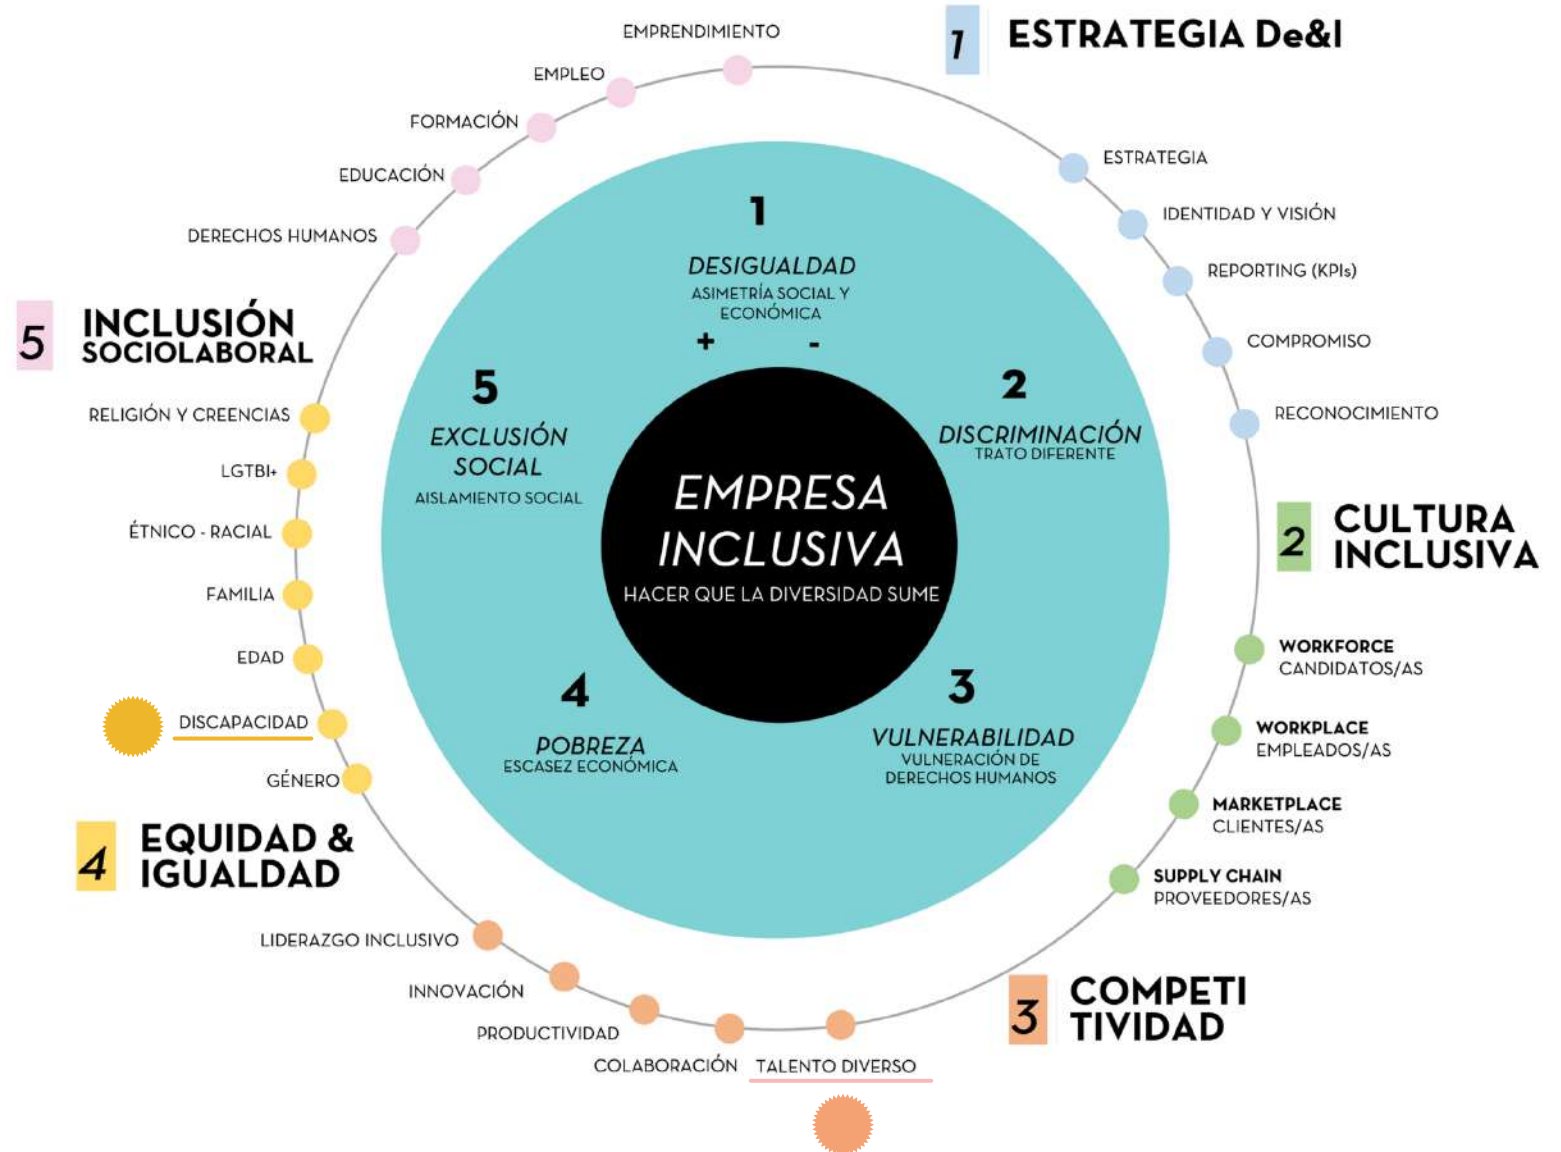 1
ESTRATEGIA De&I
ESTRATEGIA
IDENTIDAD Y VISIÓN
REPORTING (KPIs)
COMPROMISO
RECONOCIMIENTO
2
CULTURA
INCLUSIVA
WORKFORCE
CANDIDATOS/AS
WORKPLACE
EMPLEADOS/AS
MARKETPLACE
CLIENTES/AS
SUPPLY CHAIN
PROVEEDORES/AS
3
COMPETI
TIVIDAD
TALENTO DIVERSO
COLABORACIÓN
PRODUCTIVIDAD
INNOVACIÓN
LIDERAZGO INCLUSIVO
4
EQUIDAD &
IGUALDAD
GÉNERO
DISCAPACIDAD
EDAD
FAMILIA
ÉTNICO - RACIAL
LGTBI+
RELIGIÓN Y CREENCIAS
5
INCLUSIÓN
SOCIOLABORAL
DERECHOS HUMANOS
EDUCACIÓN
FORMACIÓN
EMPLEO
EMPRENDIMIENTO
1
DESIGUALDAD
ASIMETRÍA SOCIAL Y
ECONÓMICA
+ -
2
DISCRIMINACIÓN
TRATO DIFERENTE
3
VULNERABILIDAD
VULNERACIÓN DE
DERECHOS HUMANOS
4
POBREZA
ESCASEZ ECONÓMICA
5
EXCLUSIÓN
SOCIAL
AISLAMIENTO SOCIAL
EMPRESA
INCLUSIVA
HACER QUE LA DIVERSIDAD SUME